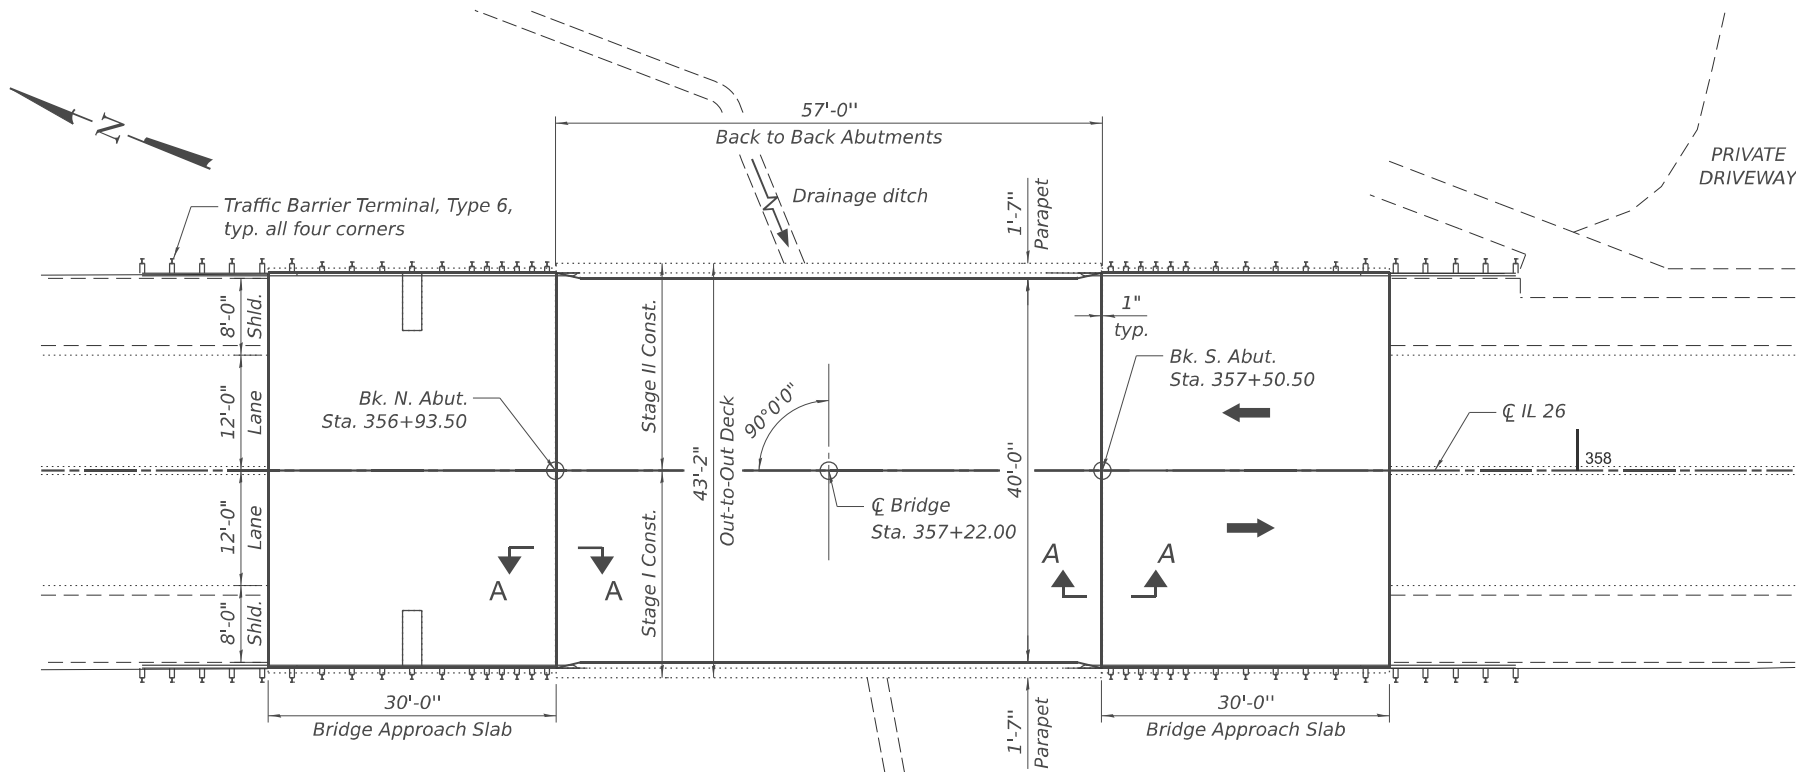 57'-0"
Back to Back Abutments
N
PRIVATE
DRIVEWAY
Traffic Barrier Terminal, Type 6,
typ. all four corners
Drainage ditch
1'-7"
Parapet
8'-0"
Shld.
12'-0"
Lane
12'-0"
Lane
8'-0"
Shld.
Bk. N. Abut.
Sta. 356+93.50
Stage II Const.
Stage I Const.
43'-2"
Out-to-Out Deck
90°0'0"
℄ Bridge
Sta. 357+22.00
40'-0"
1"
typ.
Bk. S. Abut.
Sta. 357+50.50
℄ IL 26
358
A
A
A
A
30'-0"
Bridge Approach Slab
1'-7"
Parapet
30'-0"
Bridge Approach Slab